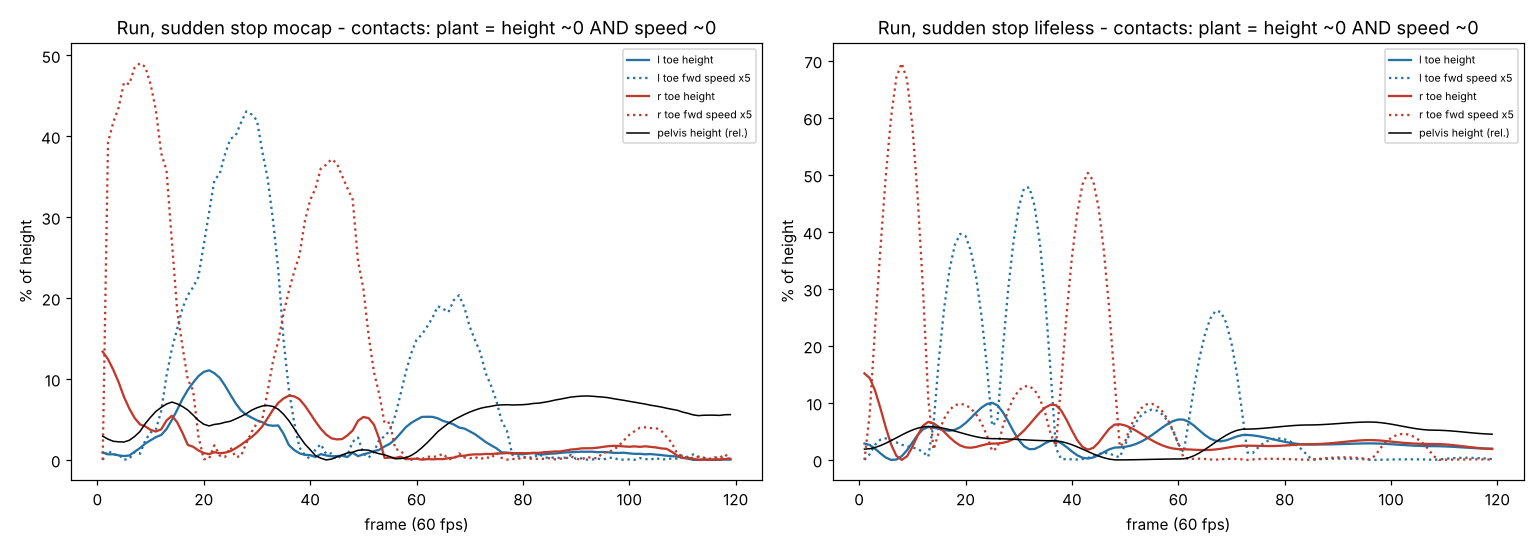 Run, sudden stop mocap - contacts: plant = height ~0 AND speed ~0
l toe height
l toe fwd speed x5
r toe height
r toe fwd speed x5
pelvis height (rel.)
50
40
30
20
10
0
% of height
0 20 40 60 80 100 120
frame (60 fps)
Run, sudden stop lifeless - contacts: plant = height ~0 AND speed ~0
l toe height
l toe fwd speed x5
r toe height
r toe fwd speed x5
pelvis height (rel.)
70
60
50
40
30
20
10
0
% of height
0 20 40 60 80 100 120
frame (60 fps)